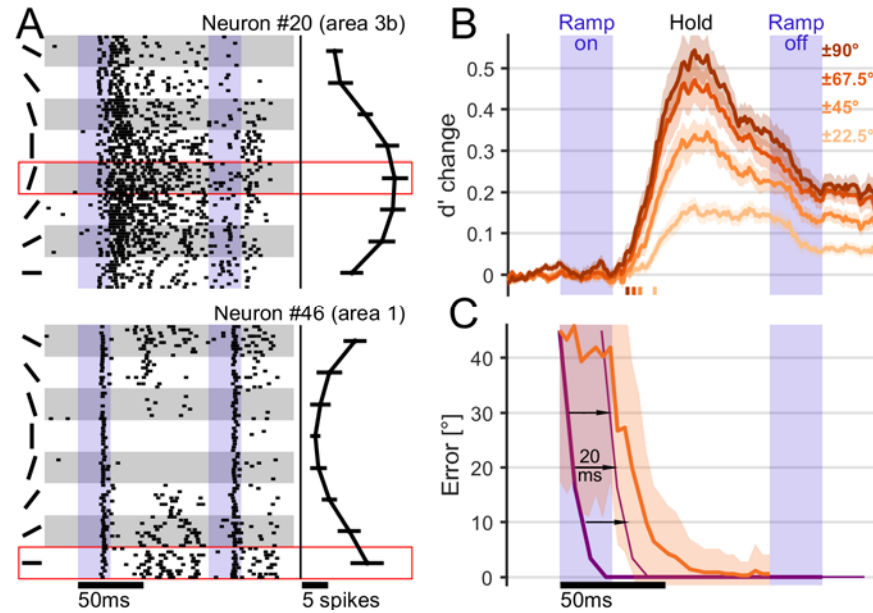 A
Neuron #20 (area 3b)
Neuron #46 (area 1)
50ms
5 spikes
B
Ramp
on
Hold
Ramp
off
±90°
±67.5°
±45°
±22.5°
d' change
0.5
0.4
0.3
0.2
0.1
0
C
Error [°]
40
30
20
10
0
20
ms
50ms